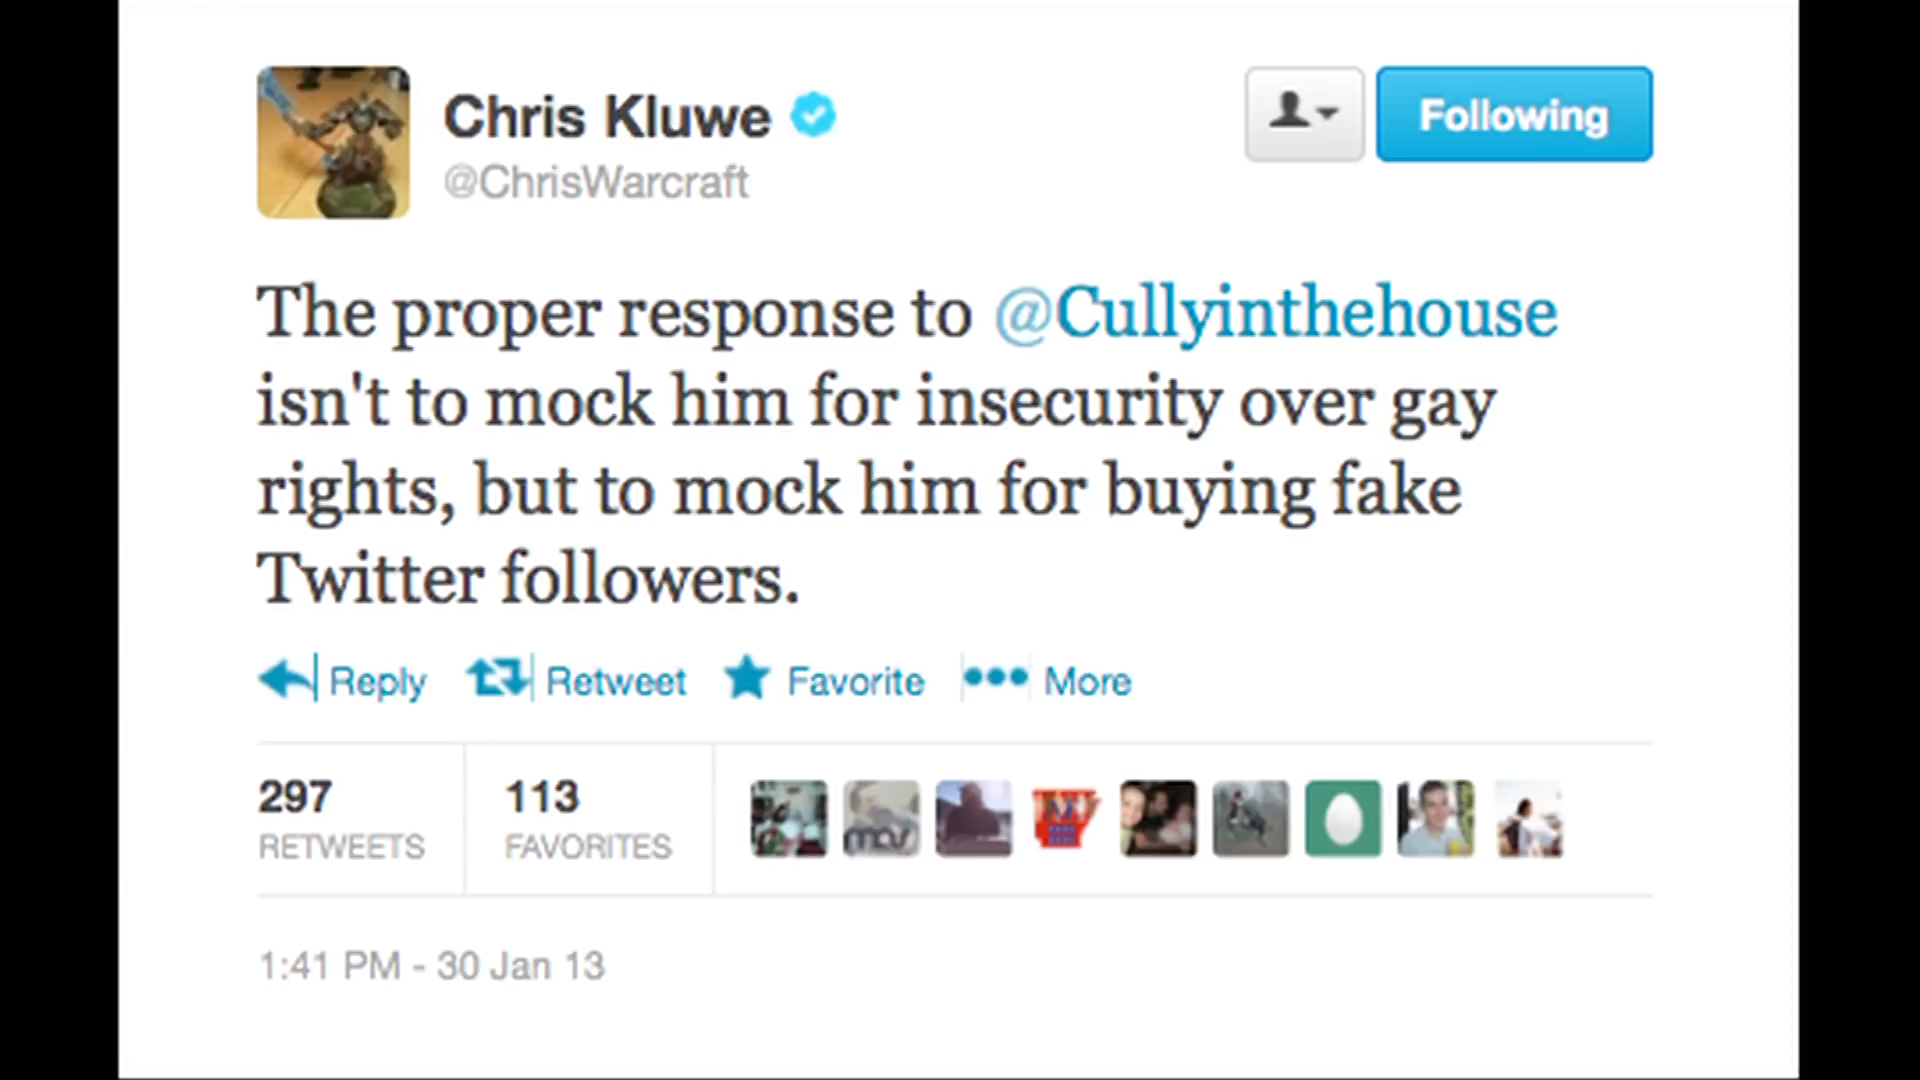 Chris Kluwe
@ChrisWarcraft
Following
The proper response to @Cullyinthehouse
isn't to mock him for insecurity over gay
rights, but to mock him for buying fake
Twitter followers.
Reply Retweet Favorite More
297 113
RETWEETS FAVORITES
1:41 PM - 30 Jan 13